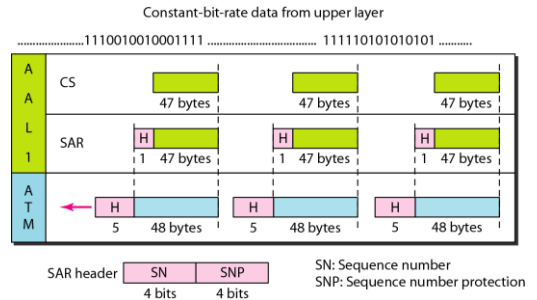 Constant-bit-rate data from upper layer
......................1110010010001111 .................................... 111110101010101 ...........
A A L 1
CS
47 bytes 47 bytes 47 bytes
SAR
H H H
1 47 bytes 1 47 bytes 1 47 bytes
A T M
H H H
5 48 bytes 5 48 bytes 5 48 bytes
SAR header SN SNP
4 bits 4 bits
SN: Sequence number
SNP: Sequence number protection